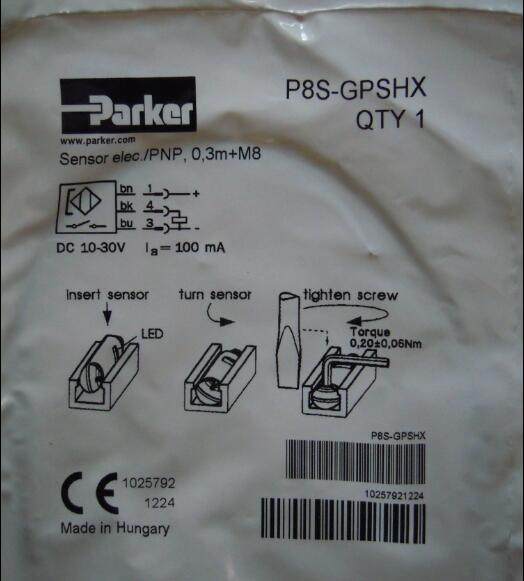 Parker
www.parker.com
P8S-GPSHX
QTY 1
Sensor elec./PNP, 0,3m+M8
bn 1 +
bk 4
bu 3 -
DC 10-30V Ia = 100 mA
insert sensor
turn sensor
tighten screw
LED
Torque
0,20±0,06Nm
P8S-GPSHX
CE
1025792
1224
10257921224
Made in Hungary